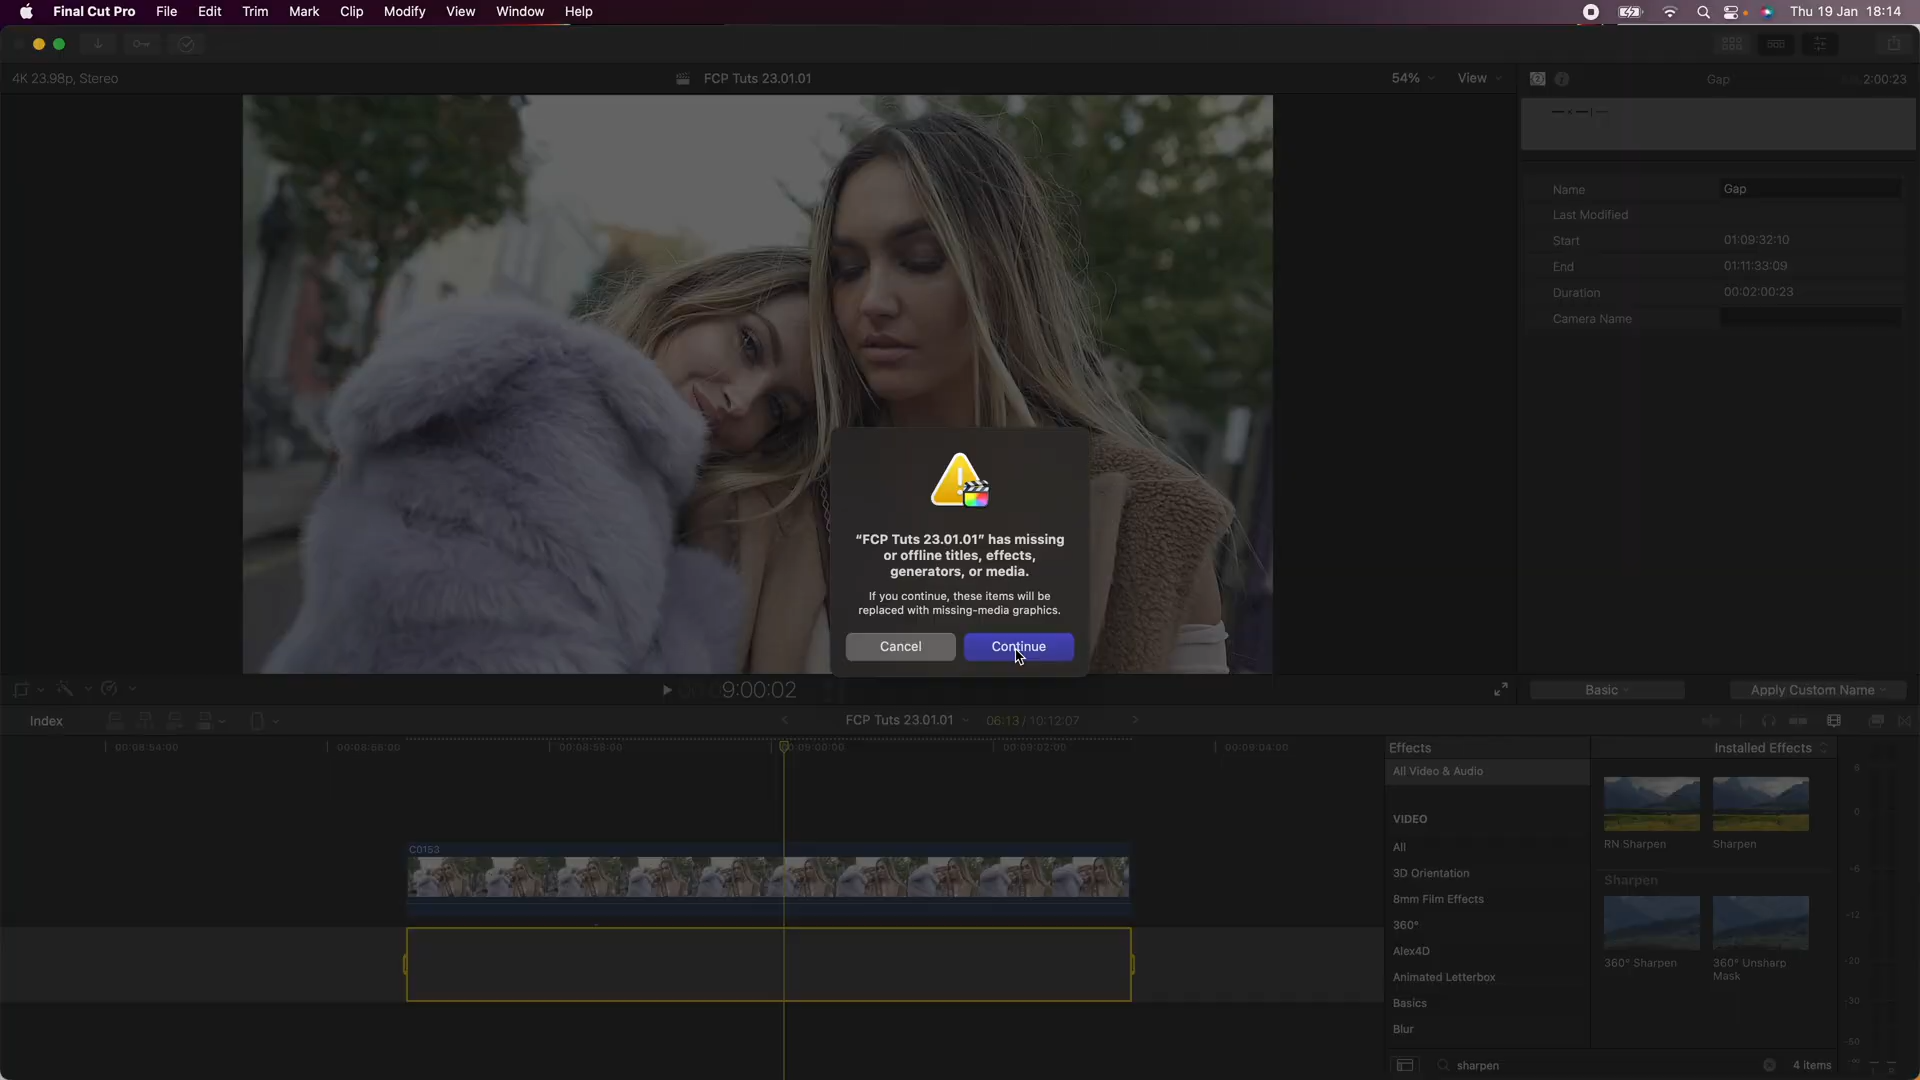 Final Cut Pro File Edit Trim Mark Clip Modify View Window Help Thu 19 Jan 18:14
4K 23.98p, Stereo FCP Tuts 23.01.01 54% View Gap 2:00:23
Name Gap
Last Modified
Start 01:09:32:10
End 01:11:33:09
Duration 00:02:00:23
Camera Name
“FCP Tuts 23.01.01” has missing
or offline titles, effects,
generators, or media.
If you continue, these items will be
replaced with missing-media graphics.
Cancel Continue
9:00:02 Basic Apply Custom Name
Index FCP Tuts 23.01.01 06:13 / 10:12:07
00:08:54:00 00:08:56:00 00:08:58:00 00:09:00:00 00:09:02:00 00:09:04:00
Effects Installed Effects
All Video & Audio
VIDEO
All
3D Orientation
8mm Film Effects
360°
Alex4D
Animated Letterbox
Basics
Blur
RN Sharpen Sharpen
Sharpen
360° Sharpen 360° Unsharp
Mask
C0153
6
0
-6
-12
-20
-30
-50
sharpen 4 items